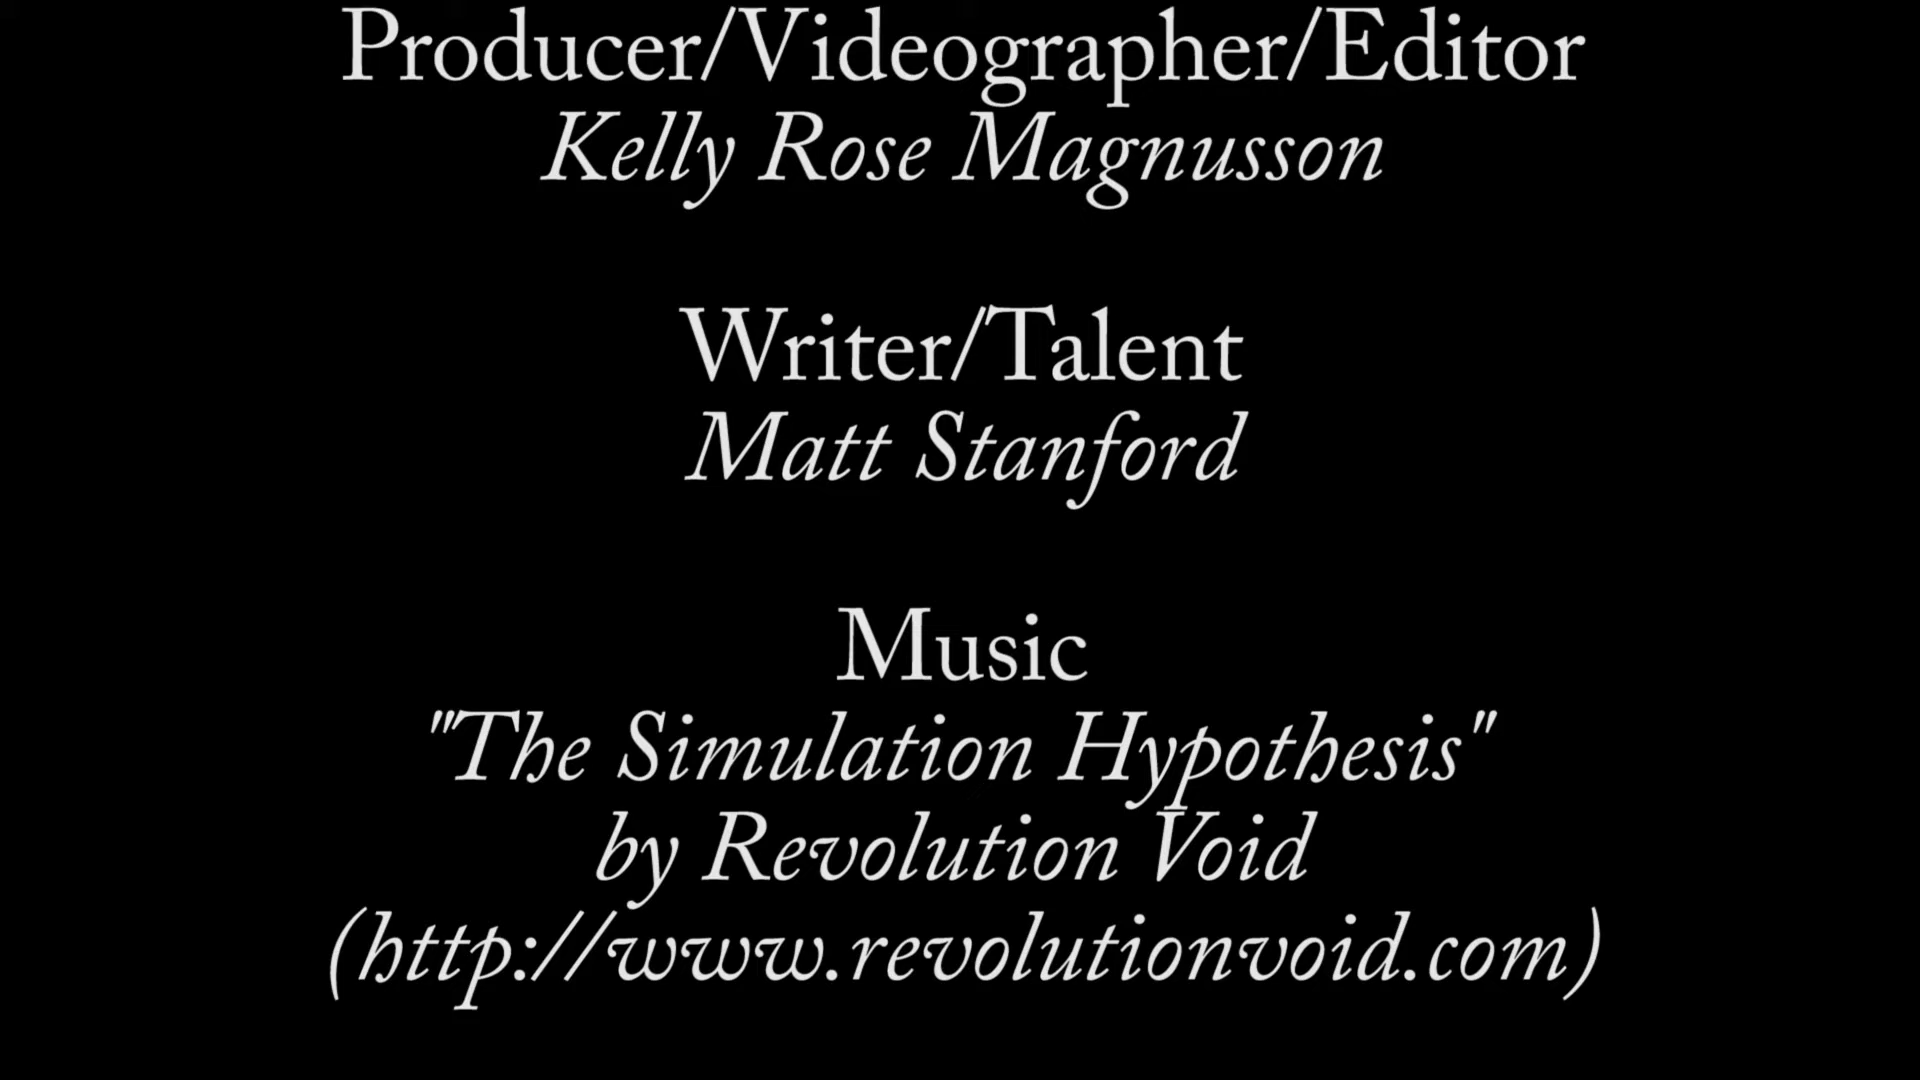 Producer/Videographer/Editor
Kelly Rose Magnusson
Writer/Talent
Matt Stanford
Music
"The Simulation Hypothesis"
by Revolution Void
(http://www.revolutionvoid.com)